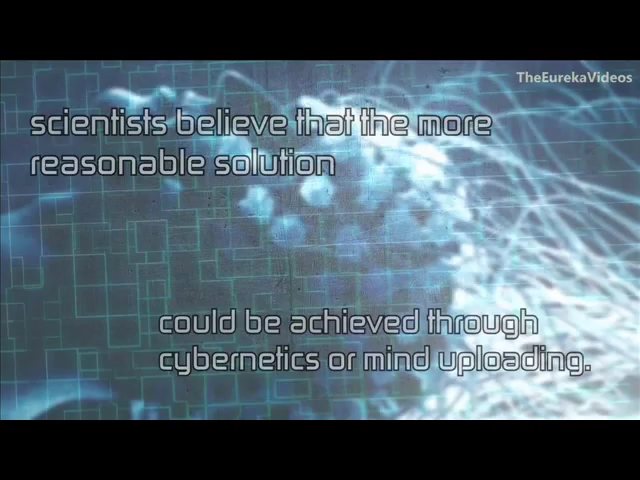 TheEurekaVideos
scientists believe that the more
reasonable solution
could be achieved through
cybernetics or mind uploading.